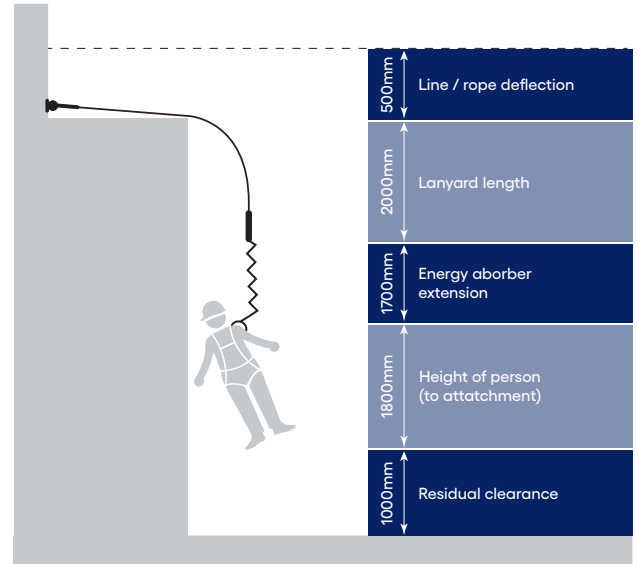 500mm
Line / rope deflection
2000mm
Lanyard length
1700mm
Energy aborber
extension
1800mm
Height of person
(to attatchment)
1000mm
Residual clearance